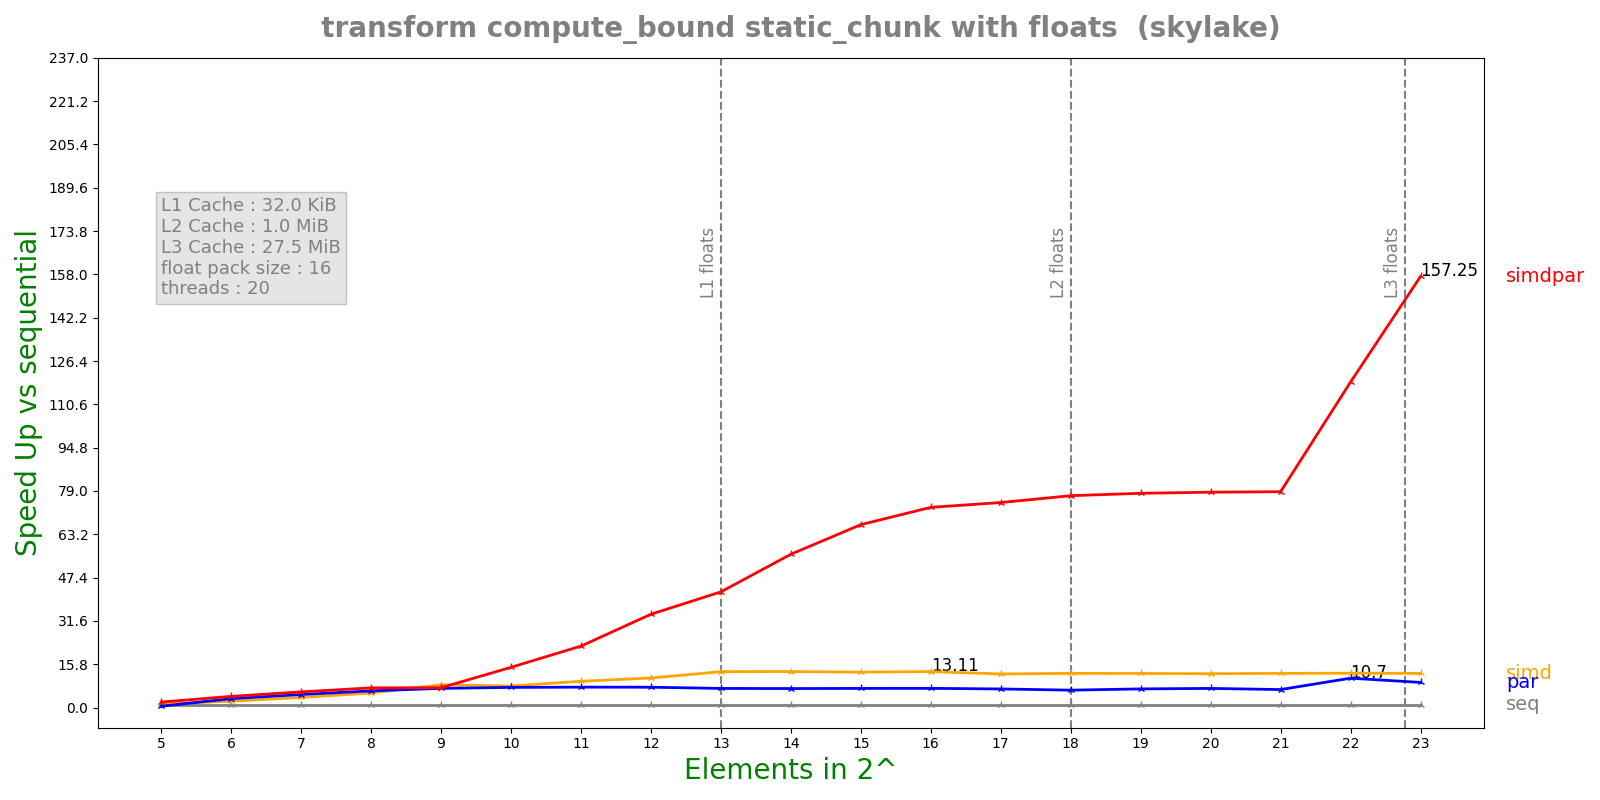 transform compute_bound static_chunk with floats (skylake)
Speed Up vs sequential
237.0
221.2
205.4
189.6
173.8
158.0
142.2
126.4
110.6
94.8
79.0
63.2
47.4
31.6
15.8
0.0
L1 Cache : 32.0 KiB
L2 Cache : 1.0 MiB
L3 Cache : 27.5 MiB
float pack size : 16
threads : 20
L1 floats
L2 floats
L3 floats
157.25
13.11
10.7
simdpar
simd
par
seq
5 6 7 8 9 10 11 12 13 14 15 16 17 18 19 20 21 22 23
Elements in 2^